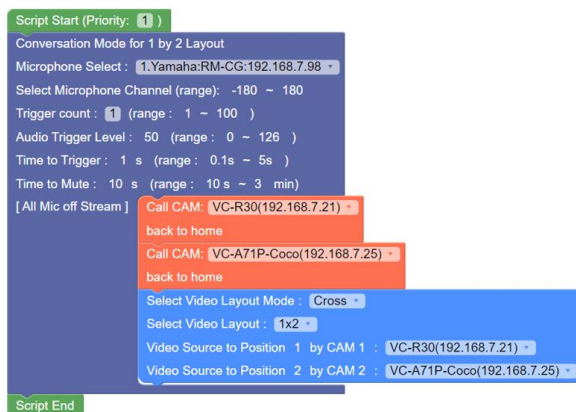 Script Start (Priority: 1 )
Conversation Mode for 1 by 2 Layout
Microphone Select : 1.Yamaha:RM-CG:192.168.7.98
Select Microphone Channel (range): -180 ~ 180
Trigger count : 1 (range : 1 ~ 100 )
Audio Trigger Level : 50 (range : 0 ~ 126 )
Time to Trigger : 1 s (range : 0.1s ~ 5s )
Time to Mute : 10 s (range : 10 s ~ 3 min)
[ All Mic off Stream ] Call CAM: VC-R30(192.168.7.21)
back to home
Call CAM: VC-A71P-Coco(192.168.7.25)
back to home
Select Video Layout Mode : Cross
Select Video Layout : 1x2
Video Source to Position 1 by CAM 1 : VC-R30(192.168.7.21)
Video Source to Position 2 by CAM 2 : VC-A71P-Coco(192.168.7.25)
Script End